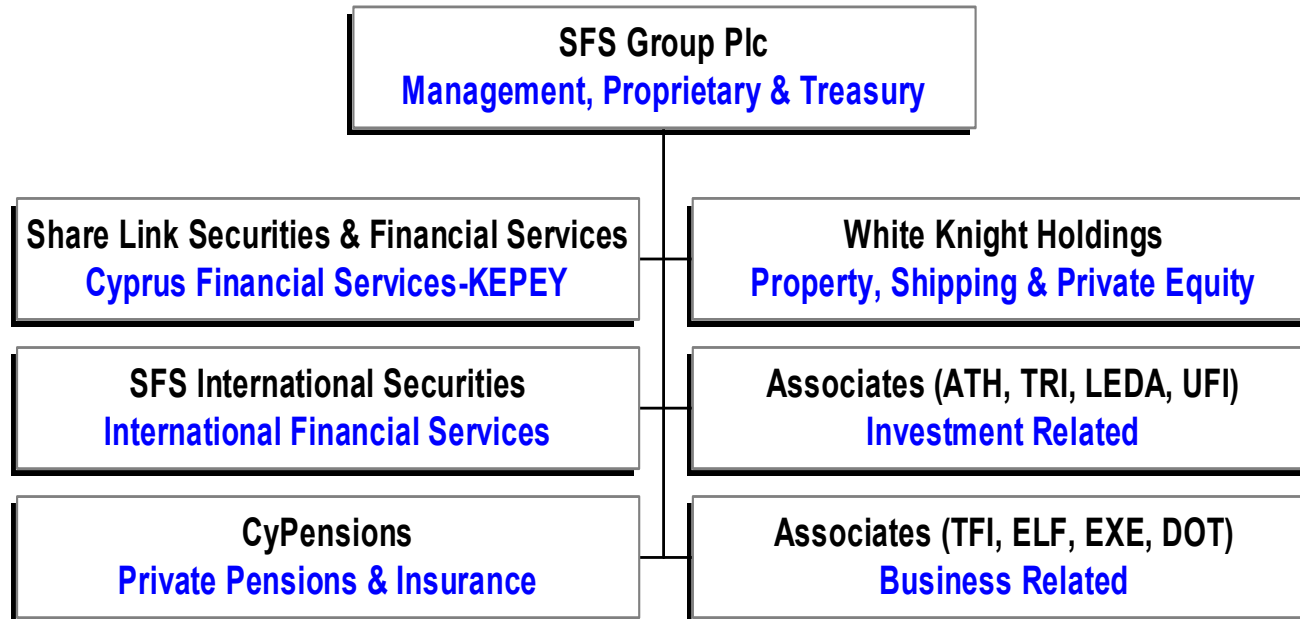 SFS Group Plc
Management, Proprietary & Treasury
Share Link Securities & Financial Services
Cyprus Financial Services-KEPEY
White Knight Holdings
Property, Shipping & Private Equity
SFS International Securities
International Financial Services
Associates (ATH, TRI, LEDA, UFI)
Investment Related
CyPensions
Private Pensions & Insurance
Associates (TFI, ELF, EXE, DOT)
Business Related